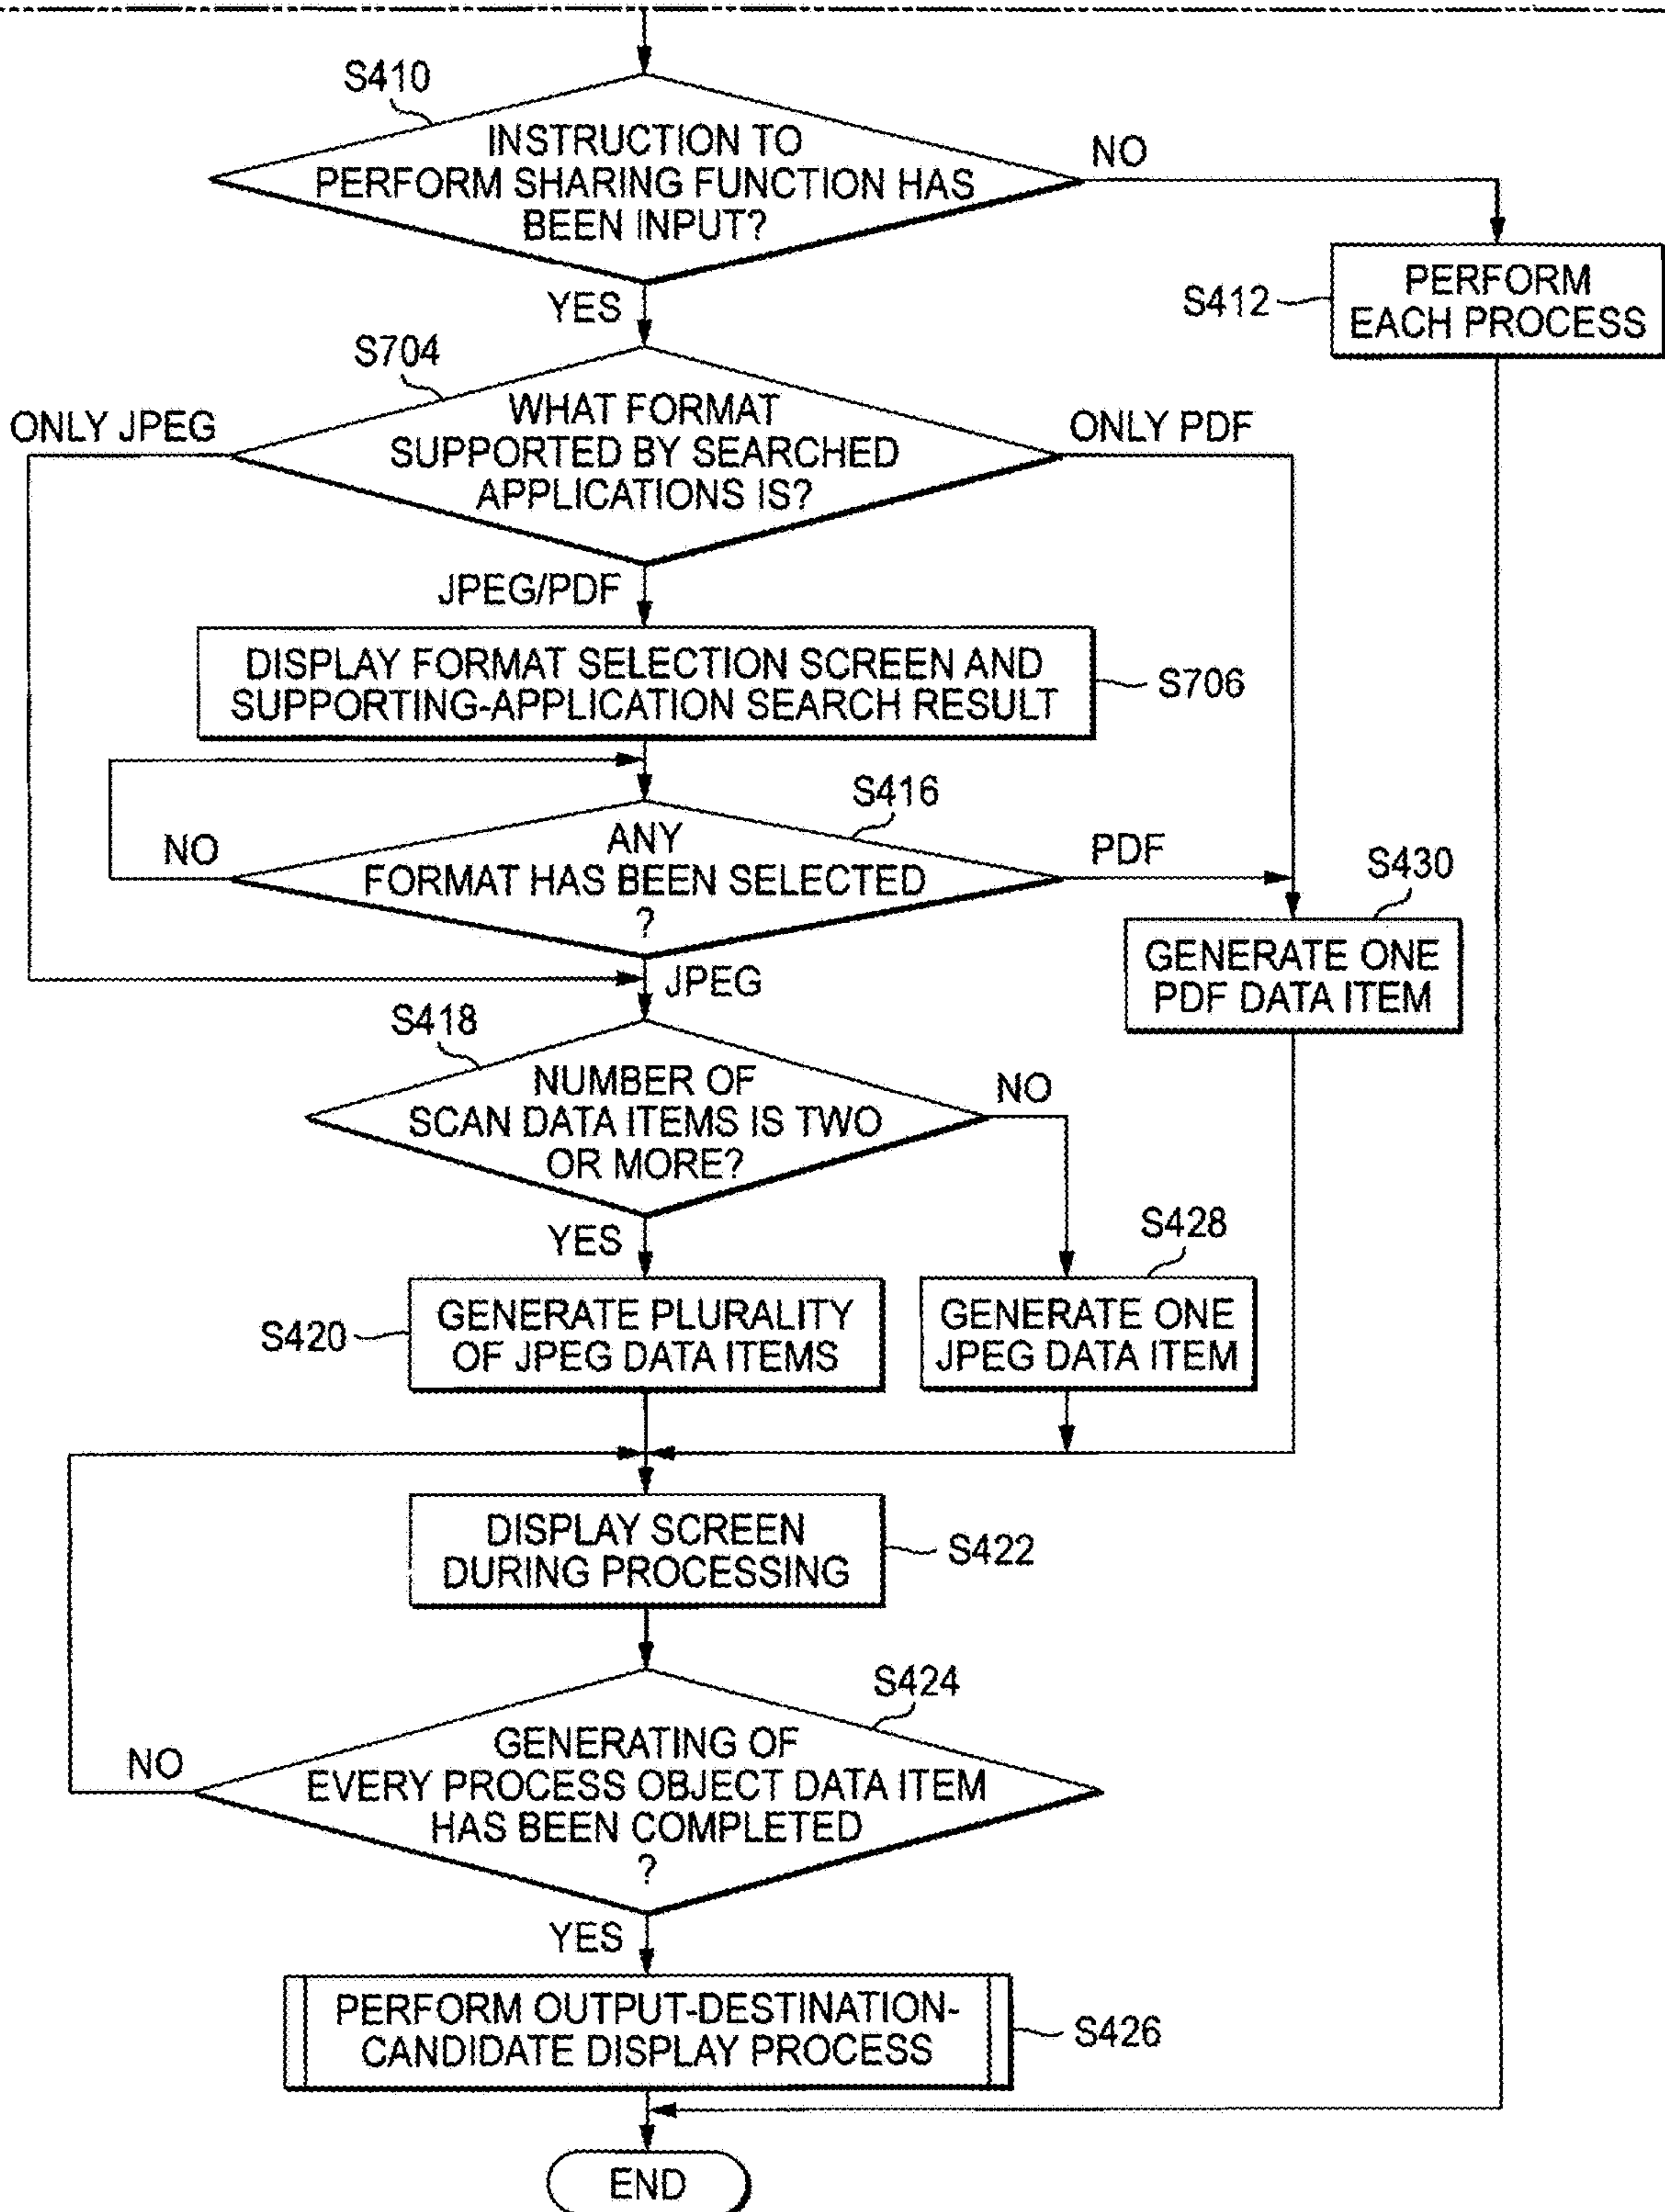 S410
INSTRUCTION TO
PERFORM SHARING FUNCTION HAS
BEEN INPUT?
NO
YES
S412
PERFORM
EACH PROCESS
S704
ONLY JPEG
WHAT FORMAT
SUPPORTED BY SEARCHED
APPLICATIONS IS?
ONLY PDF
JPEG/PDF
DISPLAY FORMAT SELECTION SCREEN AND
SUPPORTING-APPLICATION SEARCH RESULT
S706
S416
NO
ANY
FORMAT HAS BEEN SELECTED
?
PDF
S430
GENERATE ONE
PDF DATA ITEM
JPEG
S418
NUMBER OF
SCAN DATA ITEMS IS TWO
OR MORE?
NO
YES
S428
S420
GENERATE PLURALITY
OF JPEG DATA ITEMS
GENERATE ONE
JPEG DATA ITEM
DISPLAY SCREEN
DURING PROCESSING
S422
S424
NO
GENERATING OF
EVERY PROCESS OBJECT DATA ITEM
HAS BEEN COMPLETED
?
YES
PERFORM OUTPUT-DESTINATION-
CANDIDATE DISPLAY PROCESS
S426
END